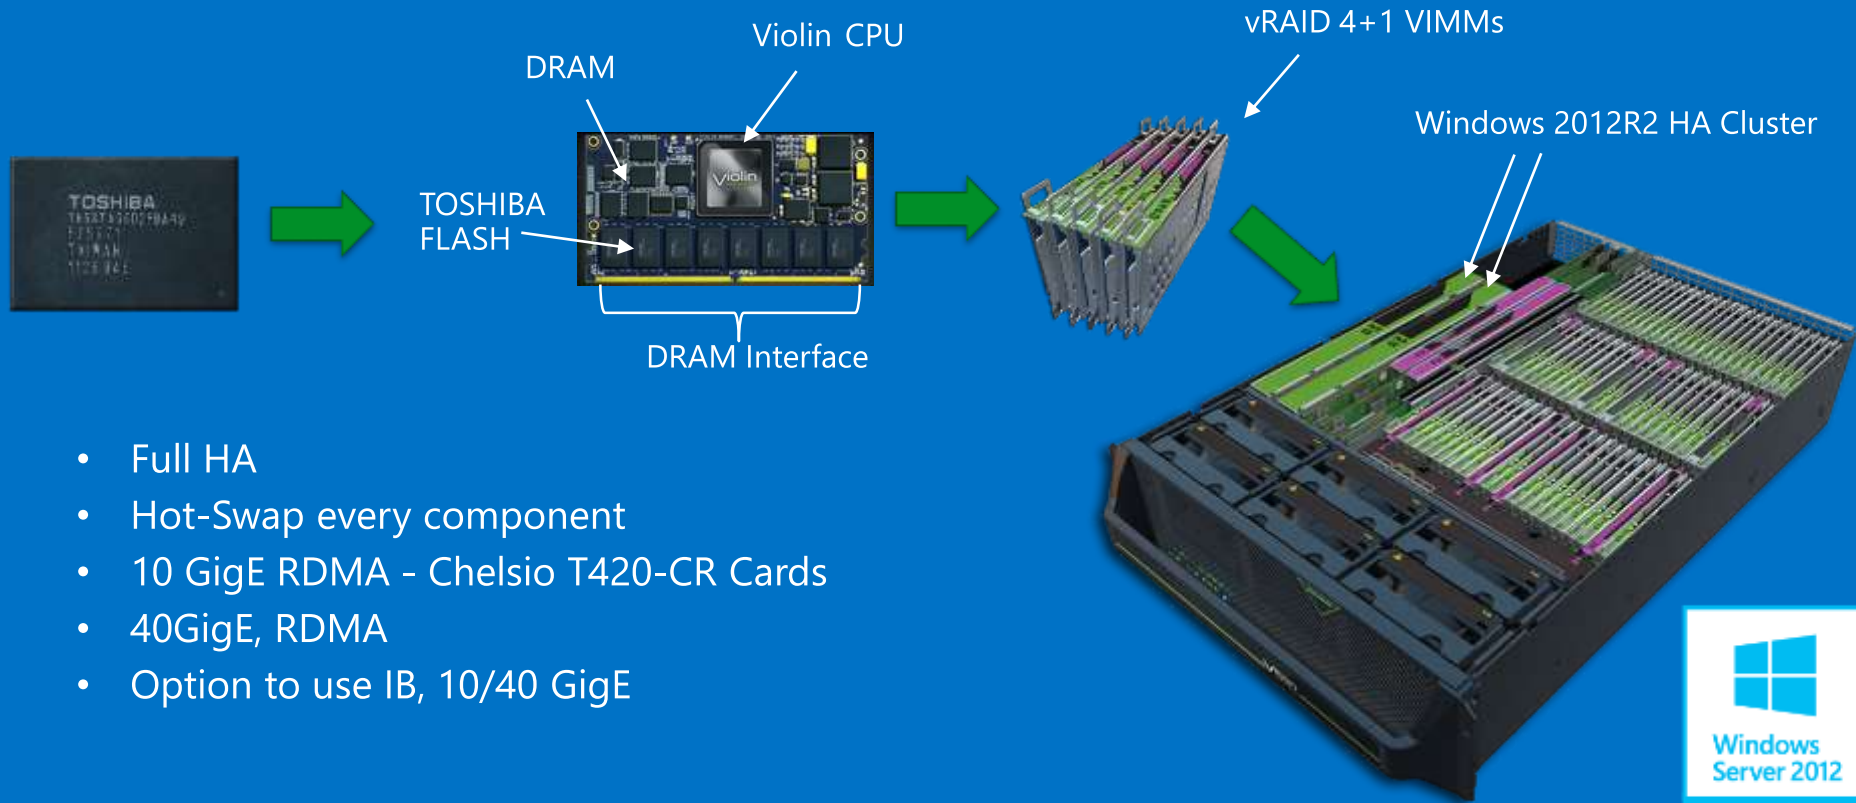 Violin CPU
vRAID 4+1 VIMMs
DRAM
Windows 2012R2 HA Cluster
TOSHIBA
Violin
TOSHIBA
FLASH
TAIWAN
DRAM Interface
• Full HA
• Hot-Swap every component
• 10 GigE RDMA - Chelsio T420-CR Cards
• 40GigE, RDMA
• Option to use IB, 10/40 GigE
Windows
Server 2012